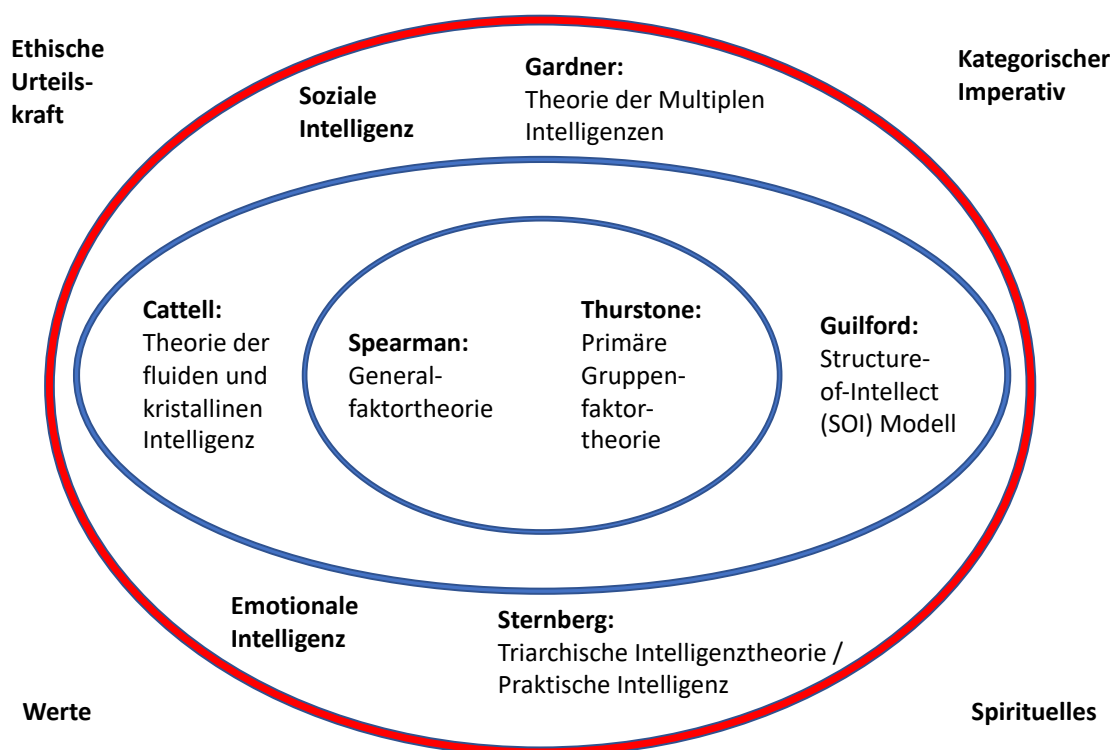 Ethische
Urteils-
kraft
Soziale
Intelligenz
Gardner:
Theorie der Multiplen
Intelligenzen
Kategorischer
Imperativ
Cattell:
Theorie der
fluiden und
kristallinen
Intelligenz
Spearman:
General-
faktortheorie
Thurstone:
Primäre
Gruppen-
faktor-
theorie
Guilford:
Structure-
of-Intellect
(SOI) Modell
Emotionale
Intelligenz
Sternberg:
Triarchische Intelligenztheorie /
Praktische Intelligenz
Werte
Spirituelles